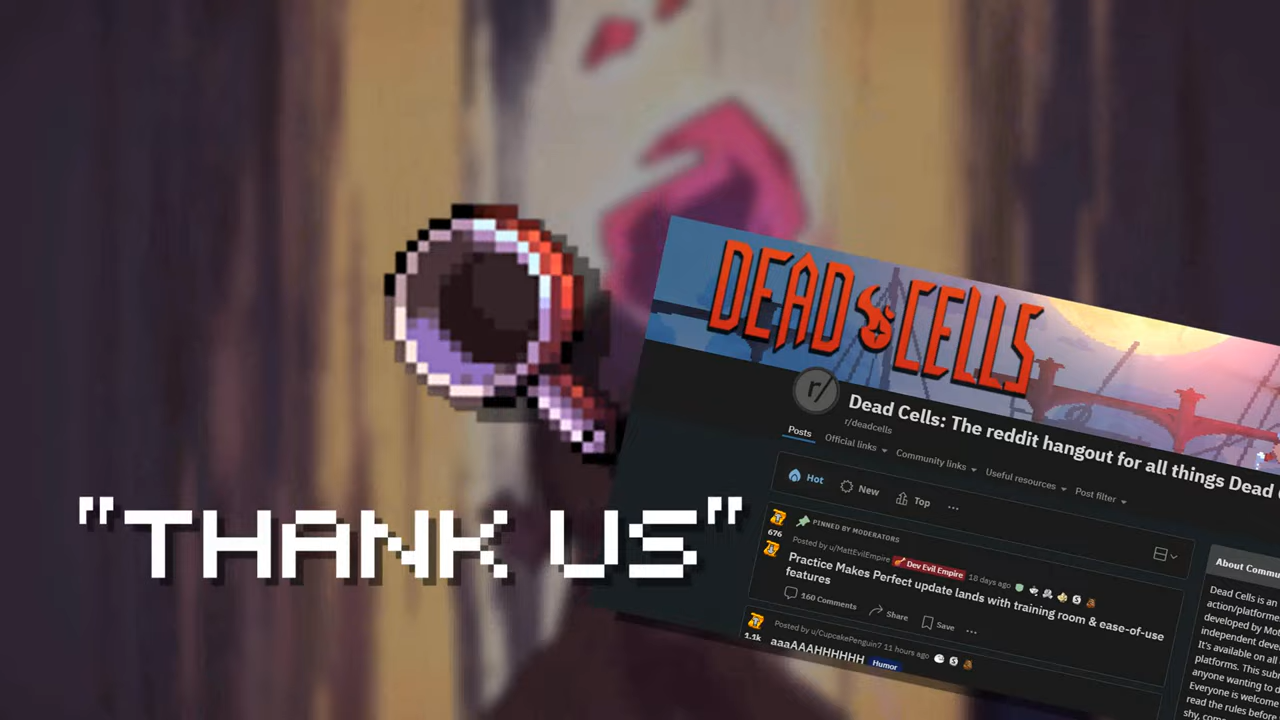 "THANK US"
DEAD CELLS
r/
Dead Cells: The reddit hangout for all things Dead
r/deadcells
Posts Official links Community links Useful resources Post filter
Hot New Top ...
676
PINNED BY MODERATORS
Posted by u/MattEvilEmpire Dev Evil Empire 18 days ago
Practice Makes Perfect update lands with training room & ease-of-use
features
160 Comments Share Save ...
1.1k
Posted by u/CupcakePenguin7 11 hours ago
aaaAAAHHHHHH Humor
About Commu
Dead Cells is an
action/platforme
developed by Mot
independent deve
It's available on all
platforms. This sub
anyone wanting to d
Everyone is welcome
read the rules before